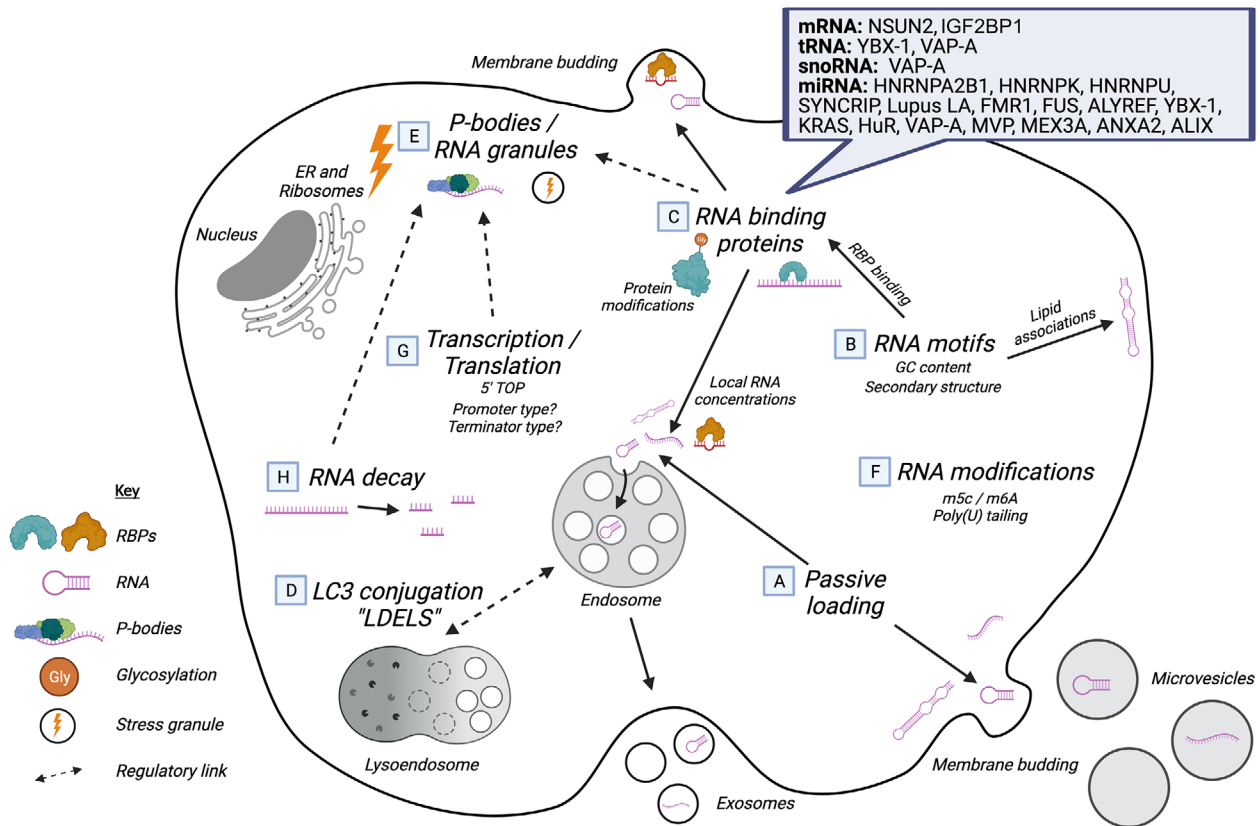 mRNA: NSUN2, IGF2BP1
tRNA: YBX-1, VAP-A
snoRNA: VAP-A
miRNA: HNRNPA2B1, HNRNPK, HNRNPU,
SYNCRIP, Lupus LA, FMR1, FUS, ALYREF, YBX-1,
KRAS, HuR, VAP-A, MVP, MEX3A, ANXA2, ALIX
Membrane budding
E
P-bodies /
RNA granules
ER and
Ribosomes
Nucleus
C
RNA binding
proteins
Gly
Protein
modifications
RBP binding
B
RNA motifs
GC content
Secondary structure
Lipid
associations
G
Transcription /
Translation
5' TOP
Promoter type?
Terminator type?
Local RNA
concentrations
H
RNA decay
F
RNA modifications
m5c / m6A
Poly(U) tailing
D
LC3 conjugation
"LDELS"
Endosome
A
Passive
loading
Lysoendosome
Exosomes
Membrane budding
Microvesicles
Key
RBPs
RNA
P-bodies
Gly
Glycosylation
Stress granule
Regulatory link